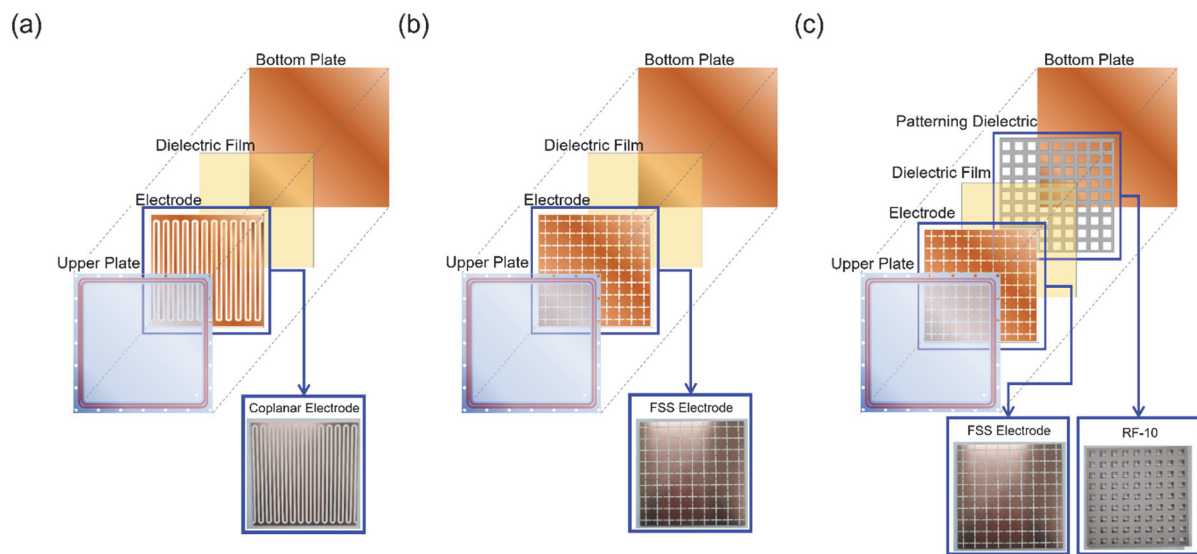 (a)
Bottom Plate
Dielectric Film
Electrode
Upper Plate
Coplanar Electrode
(b)
Bottom Plate
Dielectric Film
Electrode
Upper Plate
FSS Electrode
(c)
Bottom Plate
Patterning Dielectric
Dielectric Film
Electrode
Upper Plate
FSS Electrode
RF-10